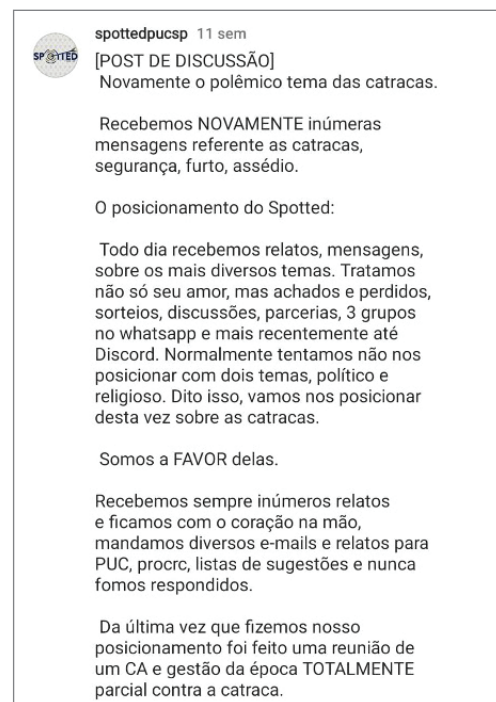 spottedpucsp 11 sem
SPOTTED
[POST DE DISCUSSÃO]
Novamente o polêmico tema das catracas.
Recebemos NOVAMENTE inúmeras
mensagens referente as catracas,
segurança, furto, assédio.
O posicionamento do Spotted:
Todo dia recebemos relatos, mensagens,
sobre os mais diversos temas. Tratamos
não só seu amor, mas achados e perdidos,
sorteios, discussões, parcerias, 3 grupos
no whatsapp e mais recentemente até
Discord. Normalmente tentamos não nos
posicionar com dois temas, político e
religioso. Dito isso, vamos nos posicionar
desta vez sobre as catracas.
Somos a FAVOR delas.
Recebemos sempre inúmeros relatos
e ficamos com o coração na mão,
mandamos diversos e-mails e relatos para
PUC, procrc, listas de sugestões e nunca
fomos respondidos.
Da última vez que fizemos nosso
posicionamento foi feito uma reunião de
um CA e gestão da época TOTALMENTE
parcial contra a catraca.